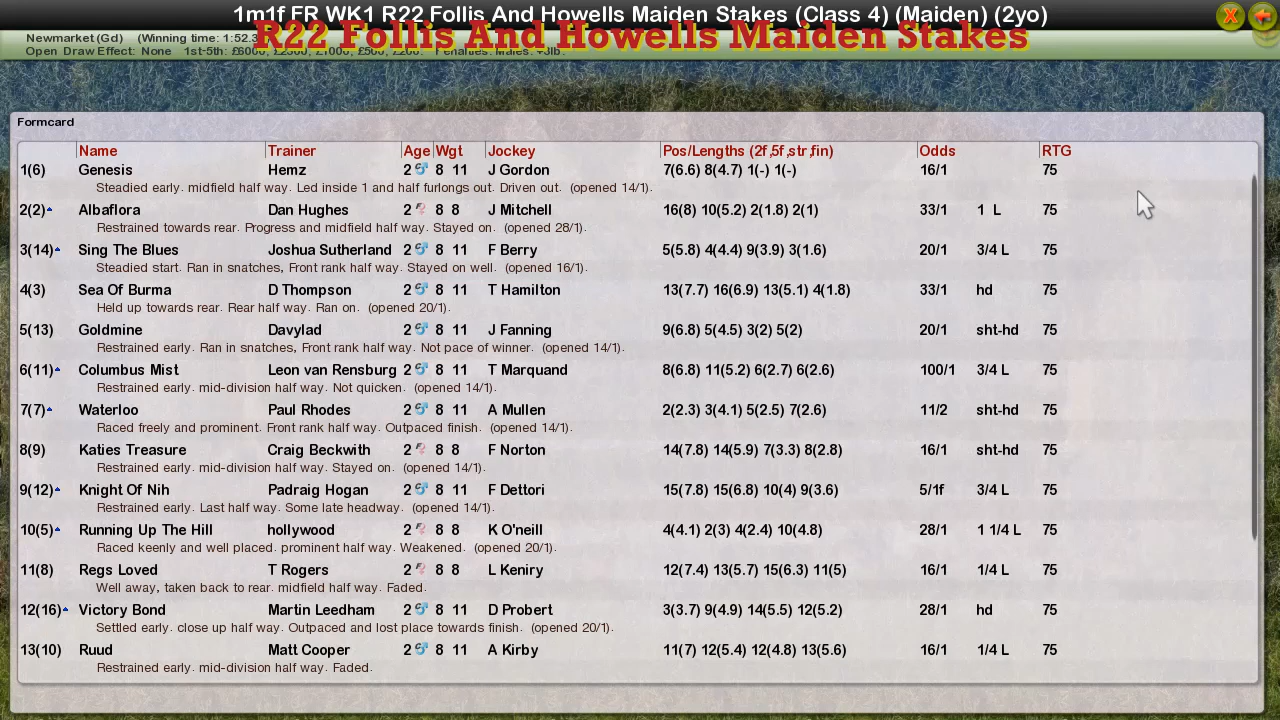 1m1f FR WK1 R22 Follis And Howells Maiden Stakes (Class 4) (Maiden) (2yo)
R22 Follis And Howells Maiden Stakes
Newmarket(Gd) (Winning time: 1:52.3
Open Draw Effect: None 1st-5th: £6000, £2500, £1000, £500, £200. Penalties: Males: +3lb.
Formcard
Name Trainer Age Wgt Jockey Pos/Lengths (2f,5f,str,fin) Odds RTG
1(6) Genesis Hemz 2 8 11 J Gordon 7(6.6) 8(4.7) 1(-) 1(-) 16/1 75
Steadied early. midfield half way. Led inside 1 and half furlongs out. Driven out. (opened 14/1).
2(2) Albaflora Dan Hughes 2 8 8 J Mitchell 16(8) 10(5.2) 2(1.8) 2(1) 33/1 1 L 75
Restrained towards rear. Progress and midfield half way. Stayed on. (opened 28/1).
3(14) Sing The Blues Joshua Sutherland 2 8 11 F Berry 5(5.8) 4(4.4) 9(3.9) 3(1.6) 20/1 3/4 L 75
Steadied start. Ran in snatches, Front rank half way. Stayed on well. (opened 16/1).
4(3) Sea Of Burma D Thompson 2 8 11 T Hamilton 13(7.7) 16(6.9) 13(5.1) 4(1.8) 33/1 hd 75
Held up towards rear. Rear half way. Ran on. (opened 20/1).
5(13) Goldmine Davylad 2 8 11 J Fanning 9(6.8) 5(4.5) 3(2) 5(2) 20/1 sht-hd 75
Restrained early. Ran in snatches, Front rank half way. Not pace of winner. (opened 14/1).
6(11) Columbus Mist Leon van Rensburg 2 8 11 T Marquand 8(6.8) 11(5.2) 6(2.7) 6(2.6) 100/1 3/4 L 75
Restrained early. mid-division half way. Not quicken. (opened 14/1).
7(7) Waterloo Paul Rhodes 2 8 11 A Mullen 2(2.3) 3(4.1) 5(2.5) 7(2.6) 11/2 sht-hd 75
Raced freely and prominent. Front rank half way. Outpaced finish. (opened 14/1).
8(9) Katies Treasure Craig Beckwith 2 8 8 F Norton 14(7.8) 14(5.9) 7(3.3) 8(2.8) 16/1 sht-hd 75
Restrained early. mid-division half way. Stayed on. (opened 14/1).
9(12) Knight Of Nih Padraig Hogan 2 8 11 F Dettori 15(7.8) 15(6.8) 10(4) 9(3.6) 5/1f 3/4 L 75
Restrained early. Last half way. Some late headway. (opened 14/1).
10(5) Running Up The Hill hollywood 2 8 8 K O'neill 4(4.1) 2(3) 4(2.4) 10(4.8) 28/1 1 1/4 L 75
Raced keenly and well placed. prominent half way. Weakened. (opened 20/1).
11(8) Regs Loved T Rogers 2 8 8 L Keniry 12(7.4) 13(5.7) 15(6.3) 11(5) 16/1 1/4 L 75
Well away, taken back to rear. midfield half way. Faded.
12(16) Victory Bond Martin Leedham 2 8 11 D Probert 3(3.7) 9(4.9) 14(5.5) 12(5.2) 28/1 hd 75
Settled early. close up half way. Outpaced and lost place towards finish. (opened 20/1).
13(10) Ruud Matt Cooper 2 8 11 A Kirby 11(7) 12(5.4) 12(4.8) 13(5.6) 16/1 1/4 L 75
Restrained early. mid-division half way. Faded.